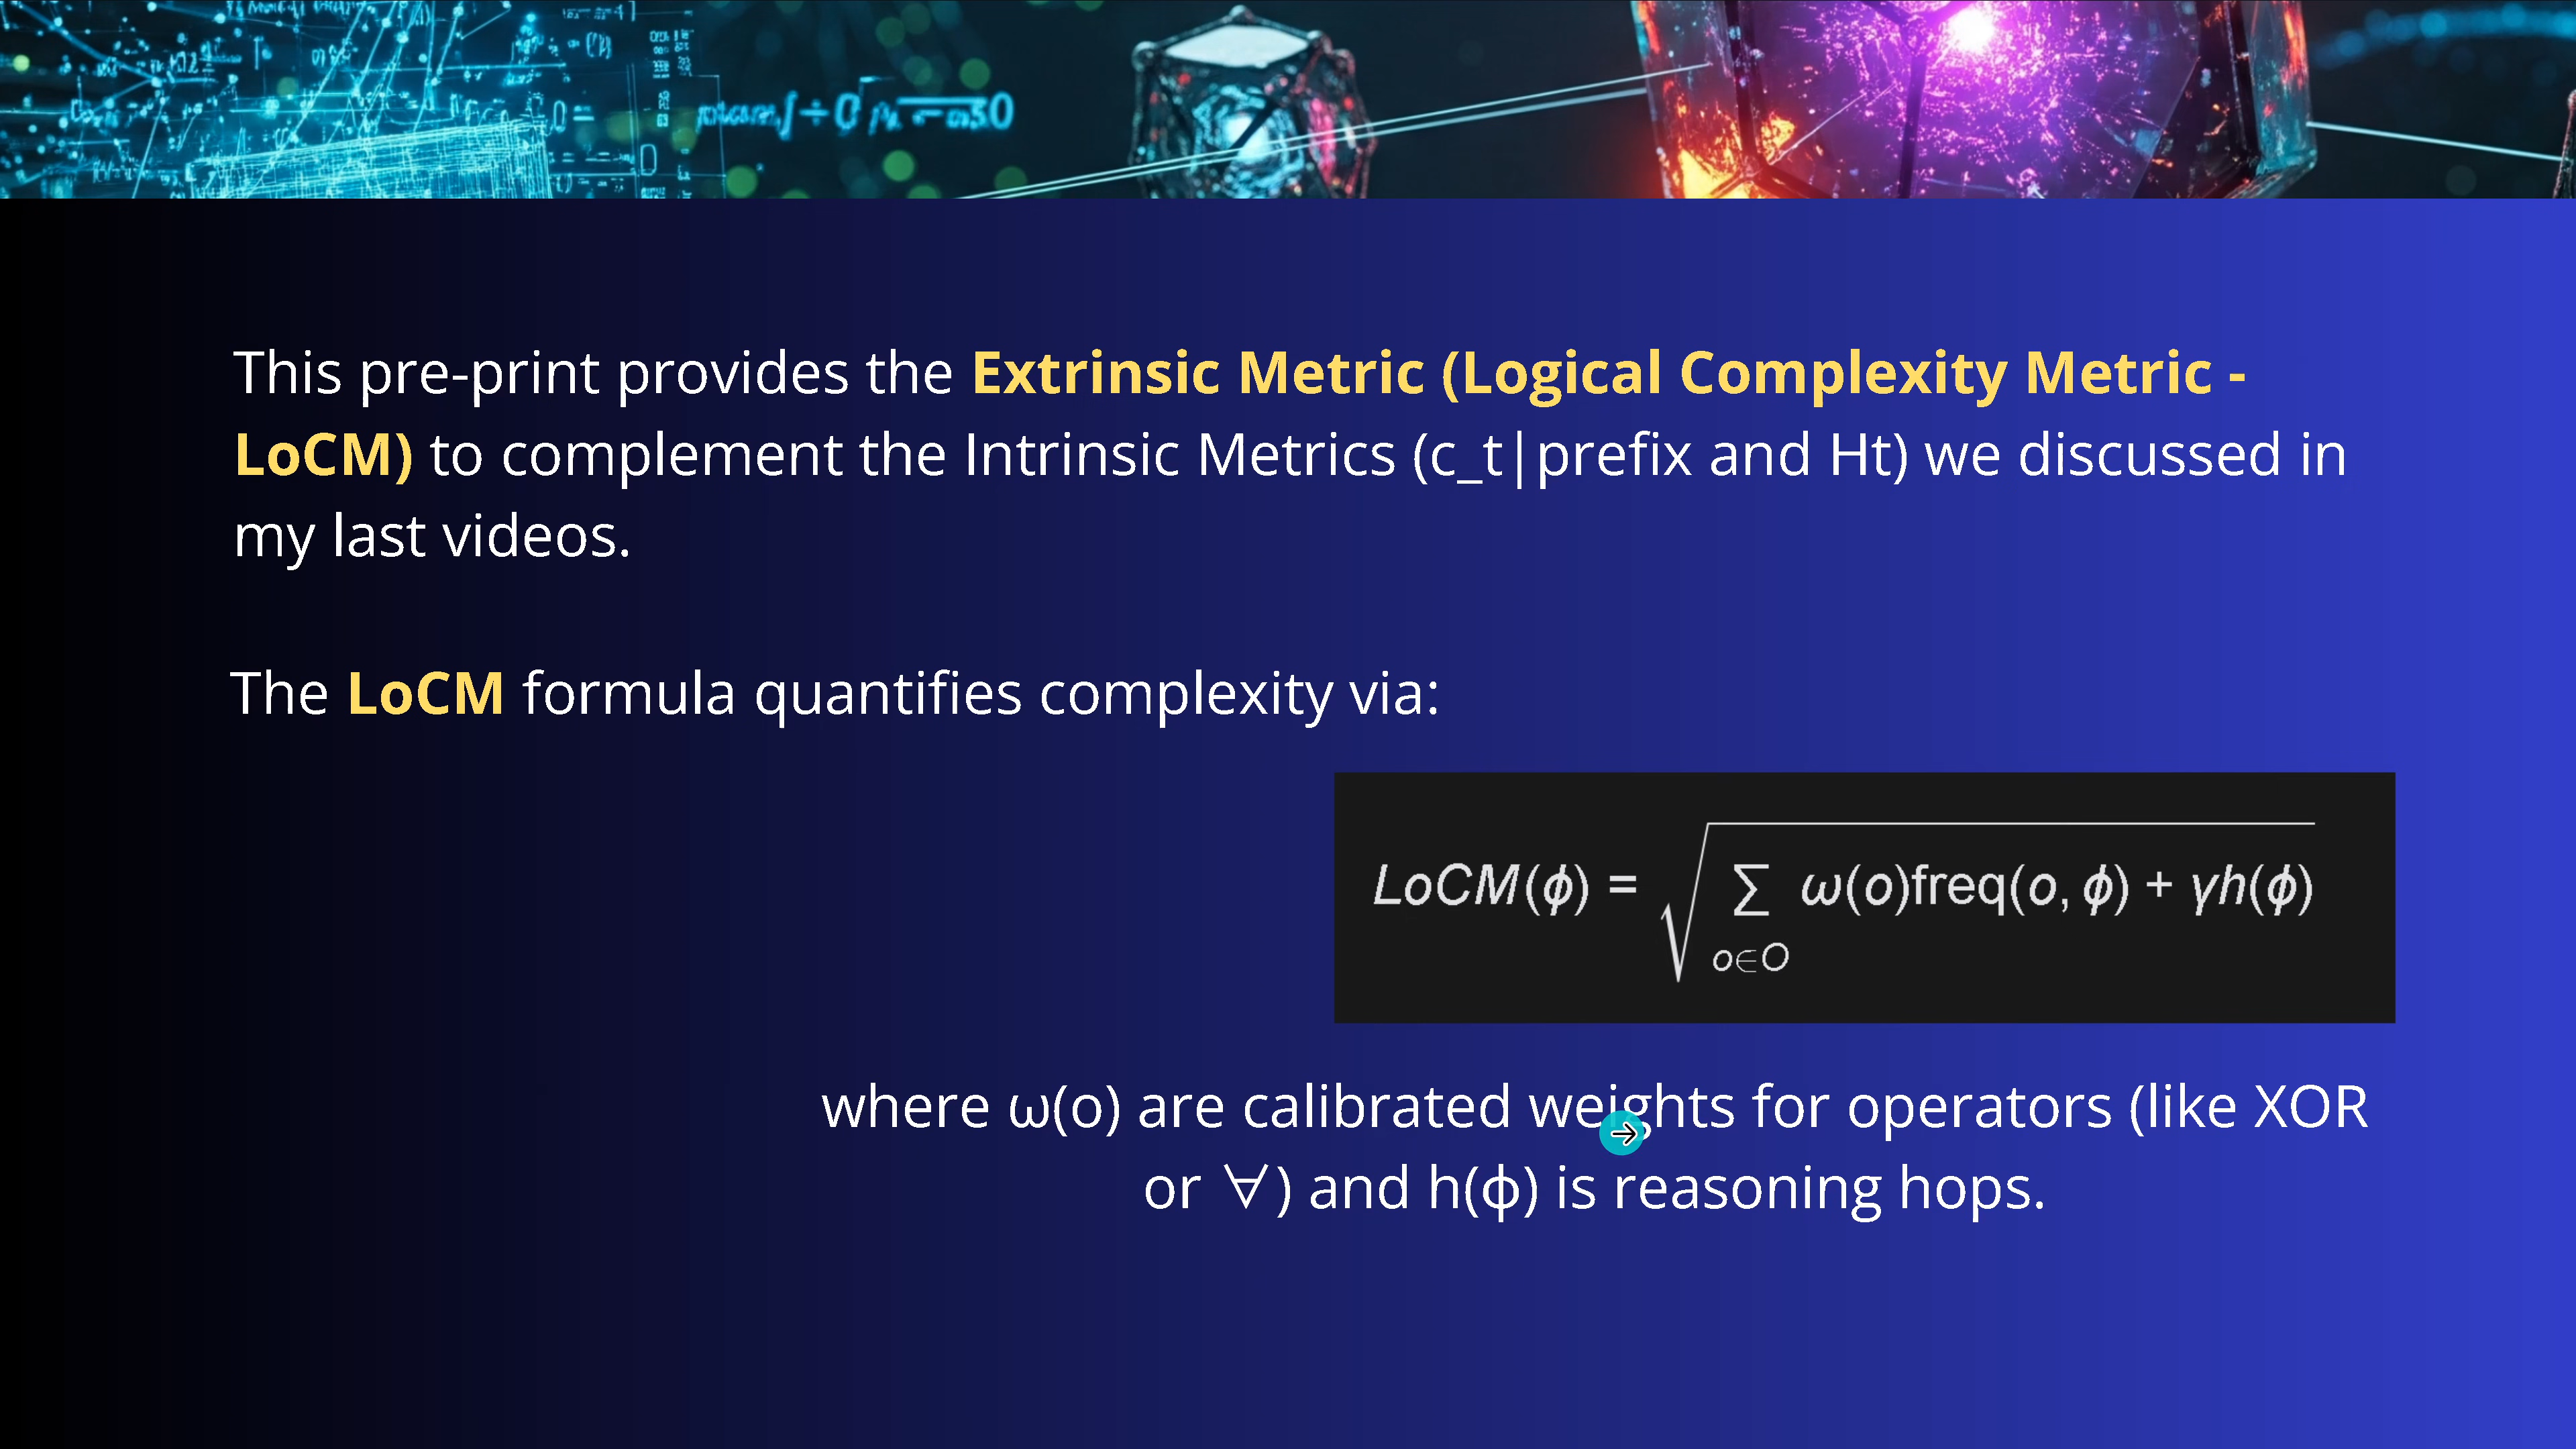 This pre-print provides the Extrinsic Metric (Logical Complexity Metric -
LoCM) to complement the Intrinsic Metrics (c_t|prefix and Ht) we discussed in
my last videos.
The LoCM formula quantifies complexity via:
LoCM(ϕ) = √ ∑ ω(o)freq(o, ϕ) + γh(ϕ)
o∈O
where ω(o) are calibrated weights for operators (like XOR
or ∀) and h(ϕ) is reasoning hops.